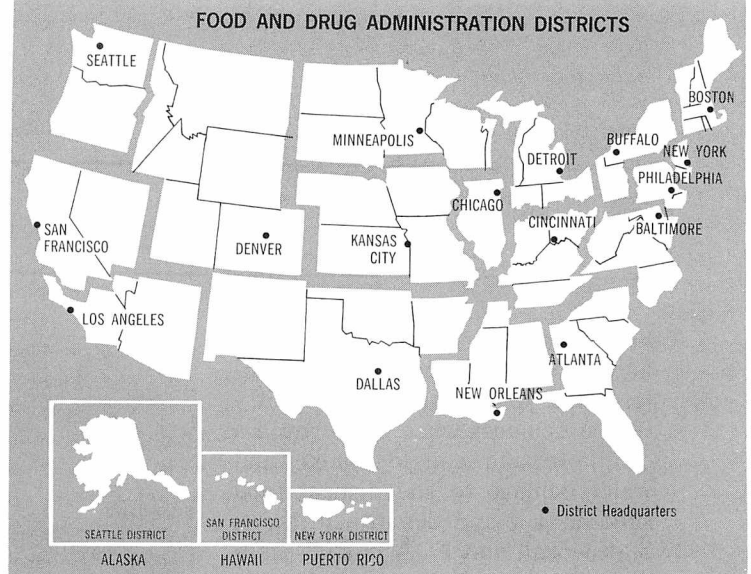 FOOD AND DRUG ADMINISTRATION DISTRICTS
SEATTLE
BOSTON
MINNEAPOLIS
BUFFALO
NEW YORK
DETROIT
PHILADELPHIA
CHICAGO
CINCINNATI
BALTIMORE
SAN
FRANCISCO
DENVER
KANSAS
CITY
LOS ANGELES
ATLANTA
DALLAS
NEW ORLEANS
SEATTLE DISTRICT
SAN FRANCISCO
DISTRICT
NEW YORK DISTRICT
• District Headquarters
ALASKA
HAWAII
PUERTO RICO